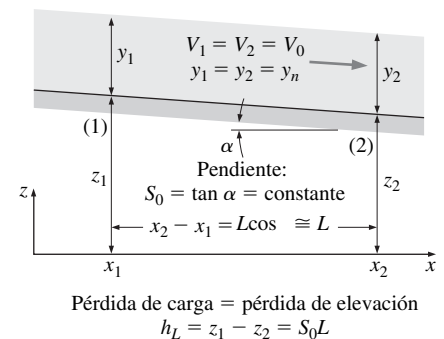 y₁
V₁ = V₂ = V₀
y₁ = y₂ = yₙ
y₂
(1)
α
(2)
z₁
Pendiente:
S₀ = tan α = constante
z₂
z
x₂ − x₁ = Lcos ≅ L
x₁
x₂
x
Pérdida de carga = pérdida de elevación
h_L = z₁ − z₂ = S₀L